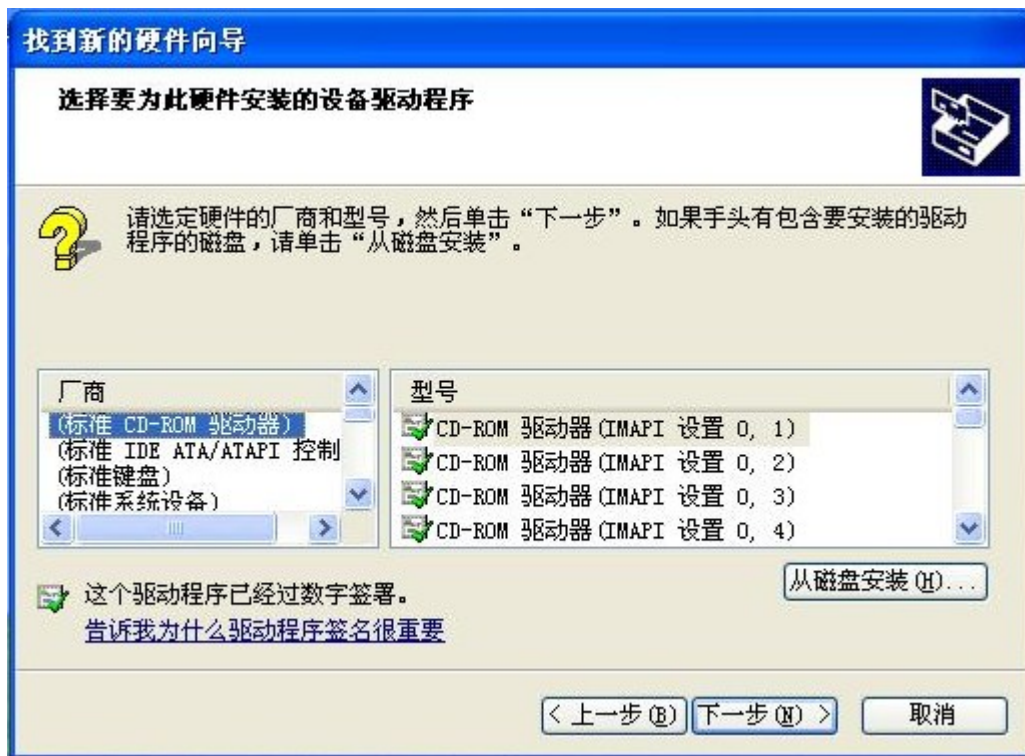 找到新的硬件向导
选择要为此硬件安装的设备驱动程序
请选定硬件的厂商和型号，然后单击“下一步”。如果手头有包含要安装的驱动
程序的磁盘，请单击“从磁盘安装”。
厂商
(标准 CD-ROM 驱动器)
(标准 IDE ATA/ATAPI 控制
(标准键盘)
(标准系统设备)
型号
CD-ROM 驱动器(IMAPI 设置 0, 1)
CD-ROM 驱动器(IMAPI 设置 0, 2)
CD-ROM 驱动器(IMAPI 设置 0, 3)
CD-ROM 驱动器(IMAPI 设置 0, 4)
这个驱动程序已经过数字签署。
告诉我为什么驱动程序签名很重要
从磁盘安装(H)...
< 上一步(B)
下一步(N) >
取消